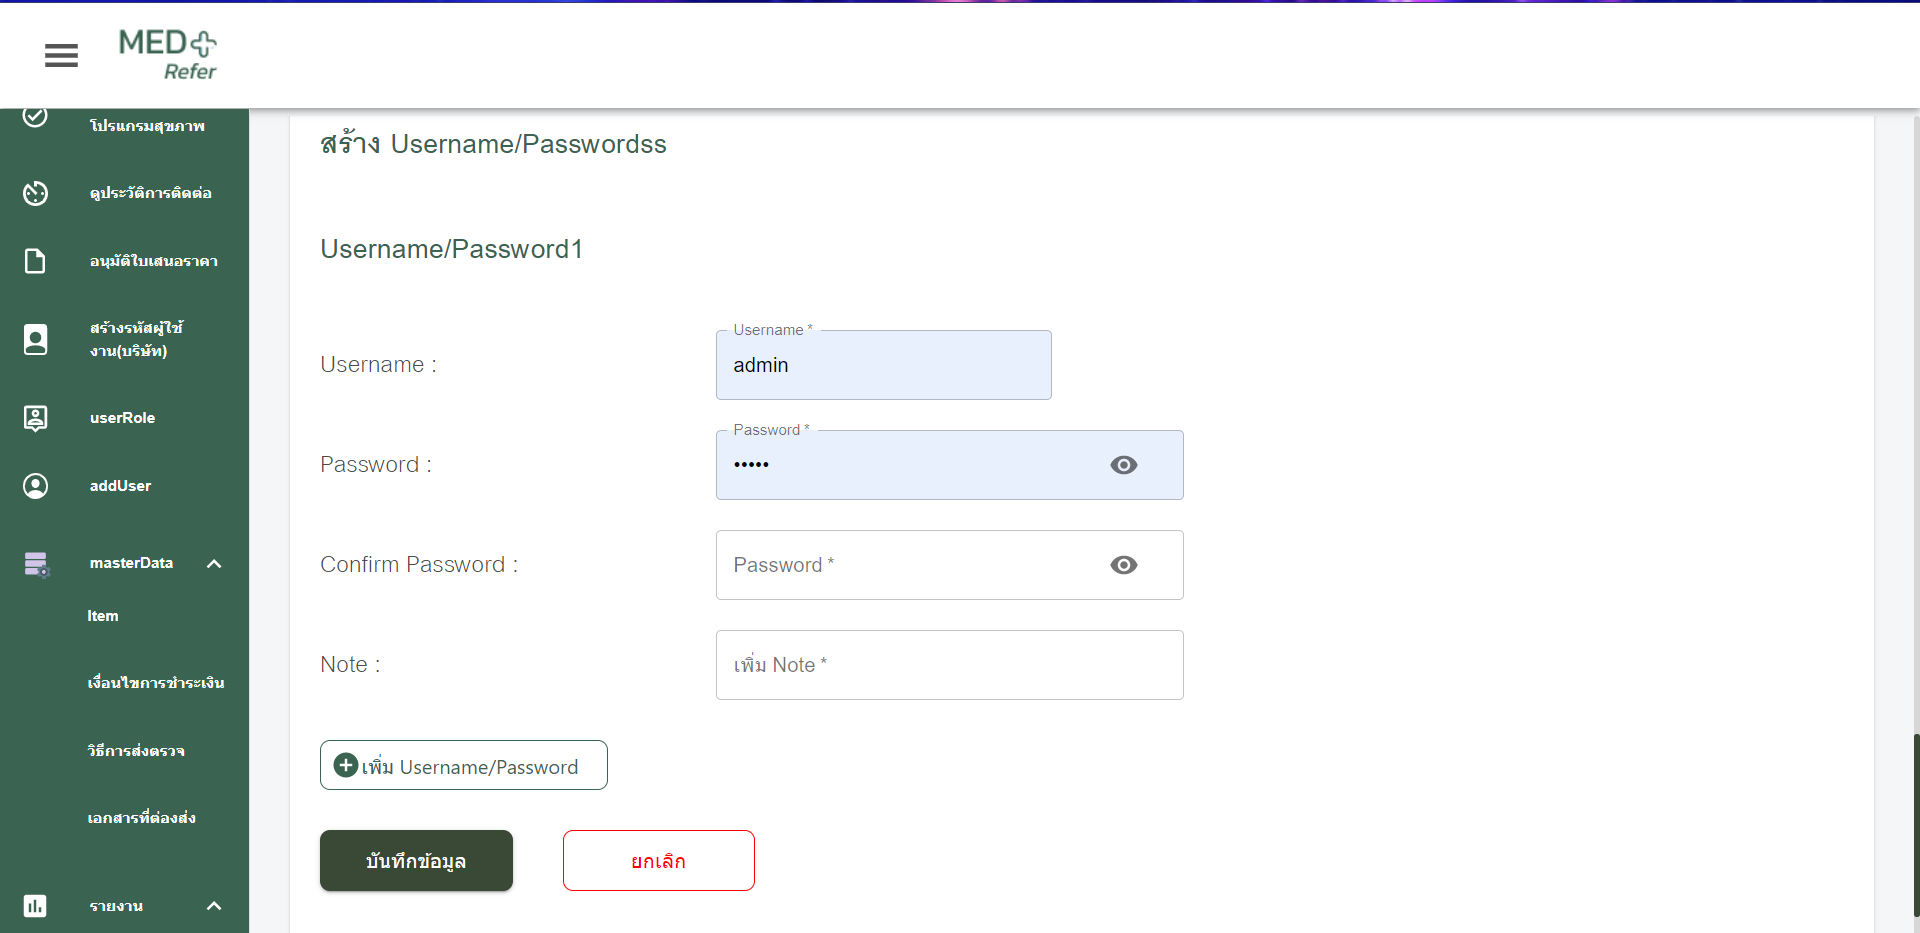 MED
Refer
โปรแกรมสุขภาพ
ดูประวัติการติดต่อ
อนุมัติใบเสนอราคา
สร้างรหัสผู้ใช้
งาน(บริษัท)
userRole
addUser
masterData
Item
เงื่อนไขการชำระเงิน
วิธีการส่งตรวจ
เอกสารที่ต่องส่ง
รายงาน
สร้าง Username/Passwordss
Username/Password1
Username :
Username *
admin
Password :
Password *
•••••
Confirm Password :
Password *
Note :
เพิ่ม Note *
เพิ่ม Username/Password
บันทึกข้อมูล
ยกเลิก